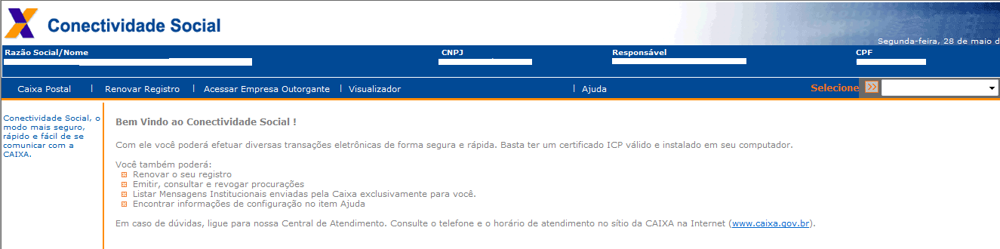 Conectividade Social
Segunda-feira, 28 de maio d
Razão Social/Nome CNPJ Responsável CPF
Caixa Postal | Renovar Registro | Acessar Empresa Outorgante | Visualizador | Ajuda Selecione
Conectividade Social, o
modo mais seguro,
rápido e fácil de se
comunicar com a
CAIXA.
Bem Vindo ao Conectividade Social !
Com ele você poderá efetuar diversas transações eletrônicas de forma segura e rápida. Basta ter um certificado ICP válido e instalado em seu computador.
Você também poderá:
Renovar o seu registro
Emitir, consultar e revogar procurações
Listar Mensagens Institucionais enviadas pela Caixa exclusivamente para você.
Encontrar informações de configuração no item Ajuda
Em caso de dúvidas, ligue para nossa Central de Atendimento. Consulte o telefone e o horário de atendimento no sítio da CAIXA na Internet (www.caixa.gov.br).